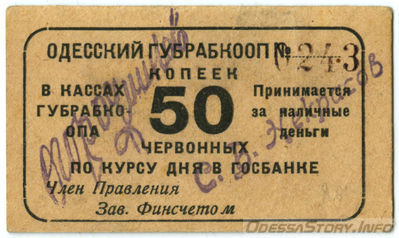 ОДЕССКИЙ ГУБРАБКООП № 0243
КОПЕЕК
В КАССАХ ГУБРАБКО-ОПА
50
Принимается за наличные деньги
ЧЕРВОННЫХ
ПО КУРСУ ДНЯ В ГОСБАНКЕ
Член Правления
Зав. Финсчетом
С. В. Некрасов
OdessaStory.Info